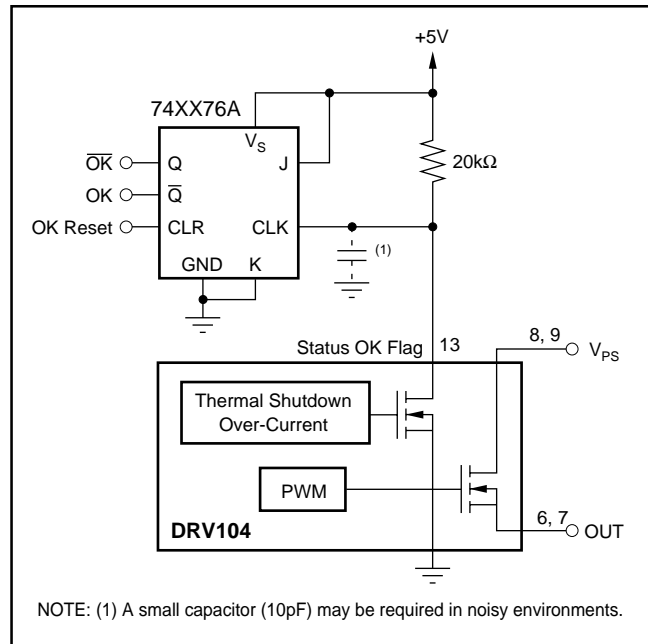 +5V
74XX76A
V_S
OK̅ Q J 20kΩ
OK Q̅
OK Reset CLR CLK (1)
GND K
Status OK Flag 13 8, 9 V_PS
Thermal Shutdown
Over-Current
PWM
DRV104 6, 7 OUT
NOTE: (1) A small capacitor (10pF) may be required in noisy environments.